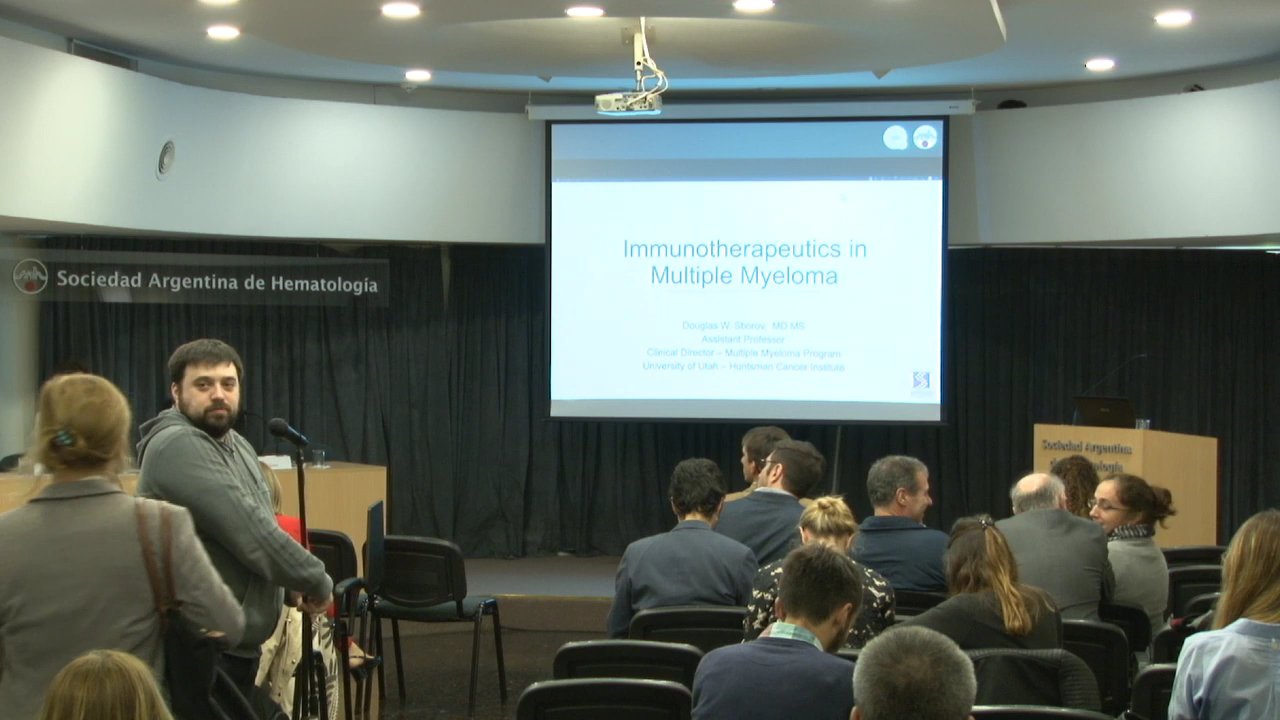 Immunotherapeutics in
Multiple Myeloma
Douglas W. Sborov, MD MS
Assistant Professor
Clinical Director – Multiple Myeloma Program
University of Utah – Huntsman Cancer Institute
Sociedad Argentina de Hematología
Sociedad Argentina